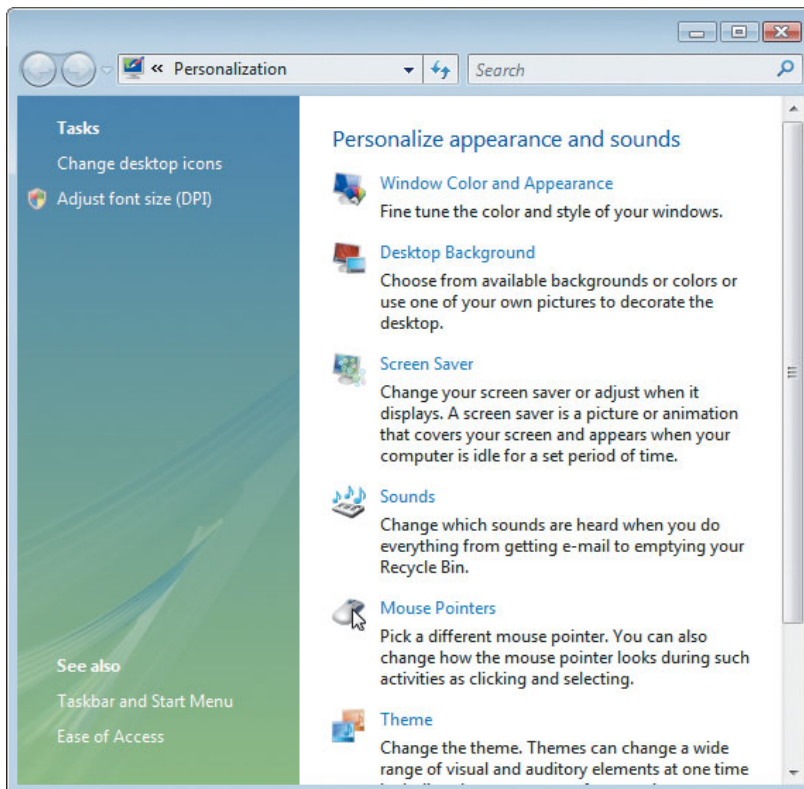 « Personalization
Search
Tasks
Change desktop icons
Adjust font size (DPI)
See also
Taskbar and Start Menu
Ease of Access
Personalize appearance and sounds
Window Color and Appearance
Fine tune the color and style of your windows.
Desktop Background
Choose from available backgrounds or colors or
use one of your own pictures to decorate the
desktop.
Screen Saver
Change your screen saver or adjust when it
displays. A screen saver is a picture or animation
that covers your screen and appears when your
computer is idle for a set period of time.
Sounds
Change which sounds are heard when you do
everything from getting e-mail to emptying your
Recycle Bin.
Mouse Pointers
Pick a different mouse pointer. You can also
change how the mouse pointer looks during such
activities as clicking and selecting.
Theme
Change the theme. Themes can change a wide
range of visual and auditory elements at one time